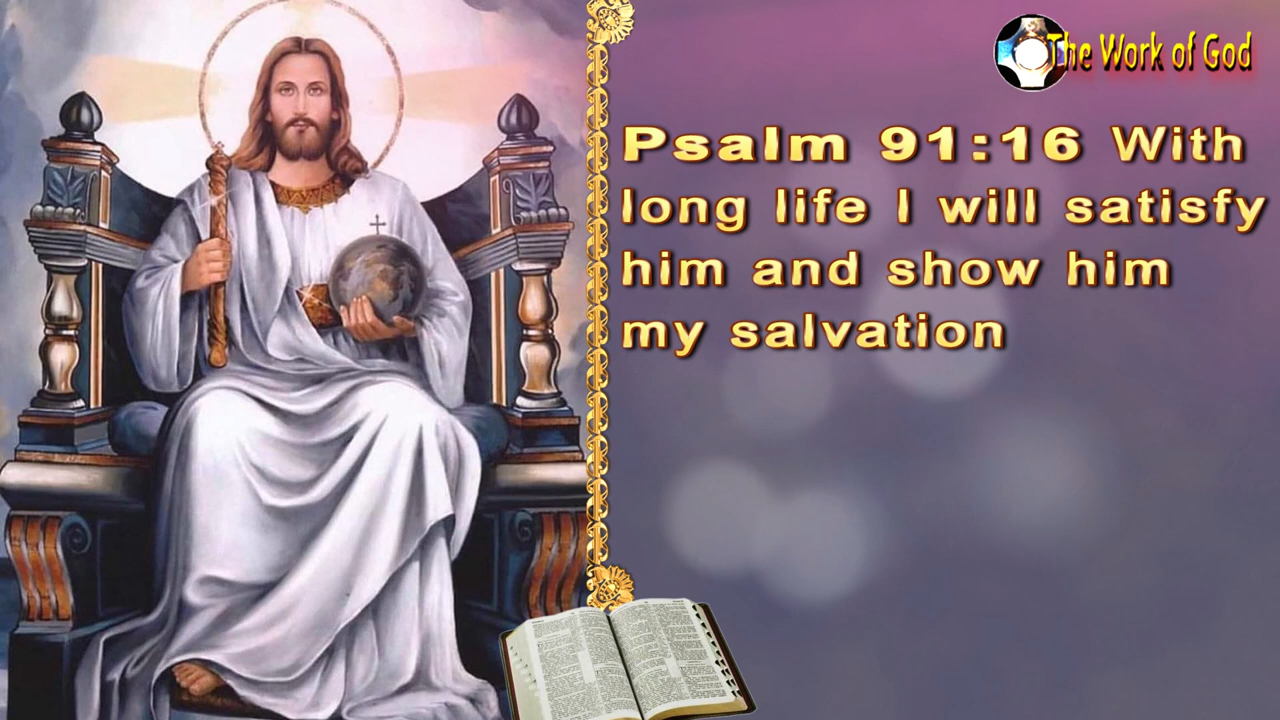 The Work of God
Psalm 91:16 With
long life I will satisfy
him and show him
my salvation